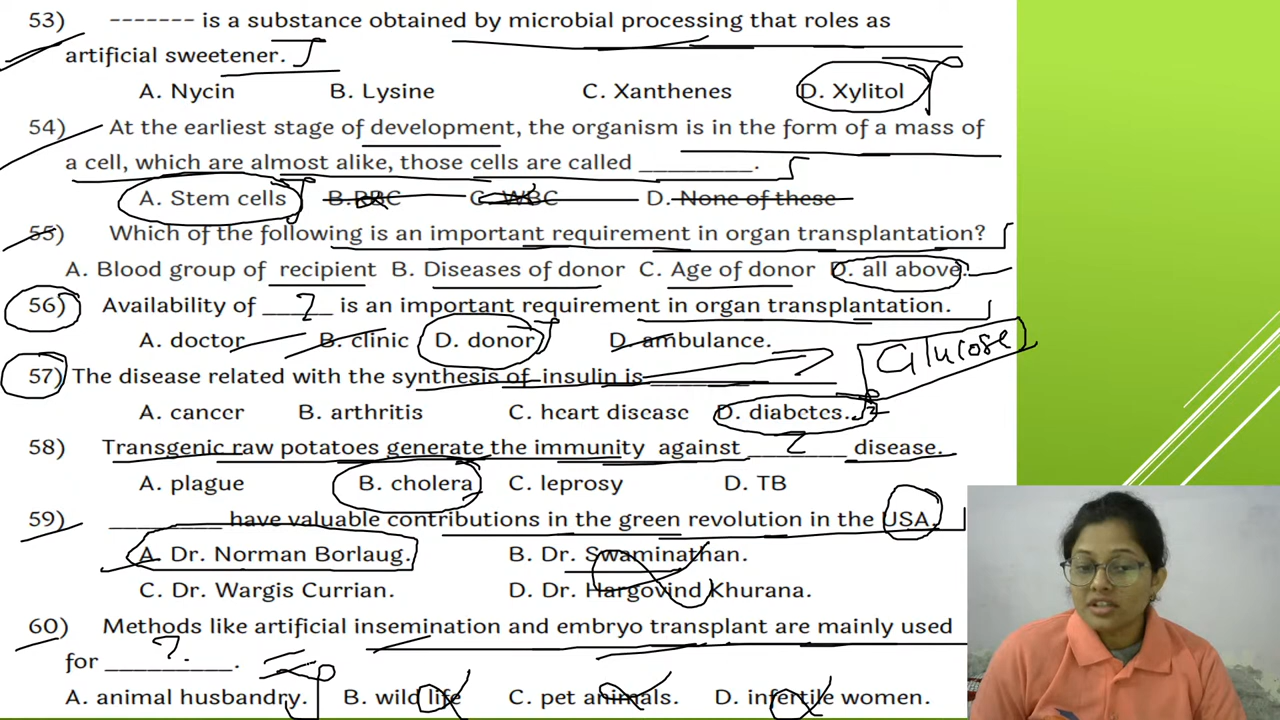 53) ------- is a substance obtained by microbial processing that roles as
artificial sweetener.
A. Nycin B. Lysine C. Xanthenes D. Xylitol
54) At the earliest stage of development, the organism is in the form of a mass of
a cell, which are almost alike, those cells are called _________.
A. Stem cells B. RBC C. WBC D. None of these
55) Which of the following is an important requirement in organ transplantation?
A. Blood group of recipient B. Diseases of donor C. Age of donor D. all above.
56) Availability of _____ ? is an important requirement in organ transplantation.
A. doctor B. clinic D. donor D. ambulance.
Glucose
57) The disease related with the synthesis of insulin is _________
A. cancer B. arthritis C. heart disease D. diabetes.
58) Transgenic raw potatoes generate the immunity against _______ ? disease.
A. plague B. cholera C. leprosy D. TB
59) ________ have valuable contributions in the green revolution in the USA.
A. Dr. Norman Borlaug. B. Dr. Swaminathan.
C. Dr. Wargis Currian. D. Dr. Hargovind Khurana.
60) Methods like artificial insemination and embryo transplant are mainly used
for _________ ?.
A. animal husbandry. B. wild life C. pet animals. D. infertile women.